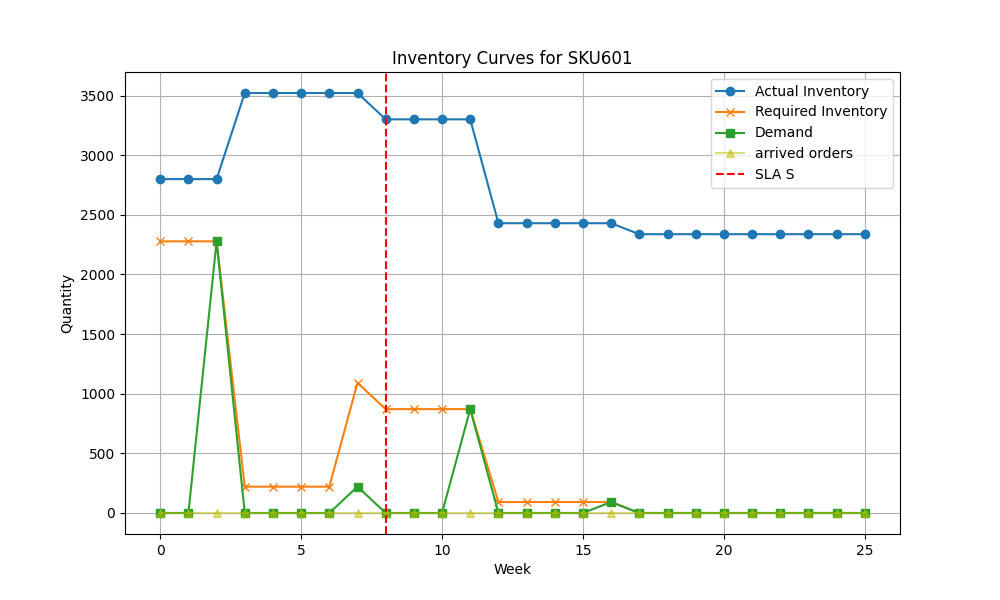 Inventory Curves for SKU601
Actual Inventory
Required Inventory
Demand
arrived orders
SLA S
Quantity
3500
3000
2500
2000
1500
1000
500
0
0 5 10 15 20 25
Week